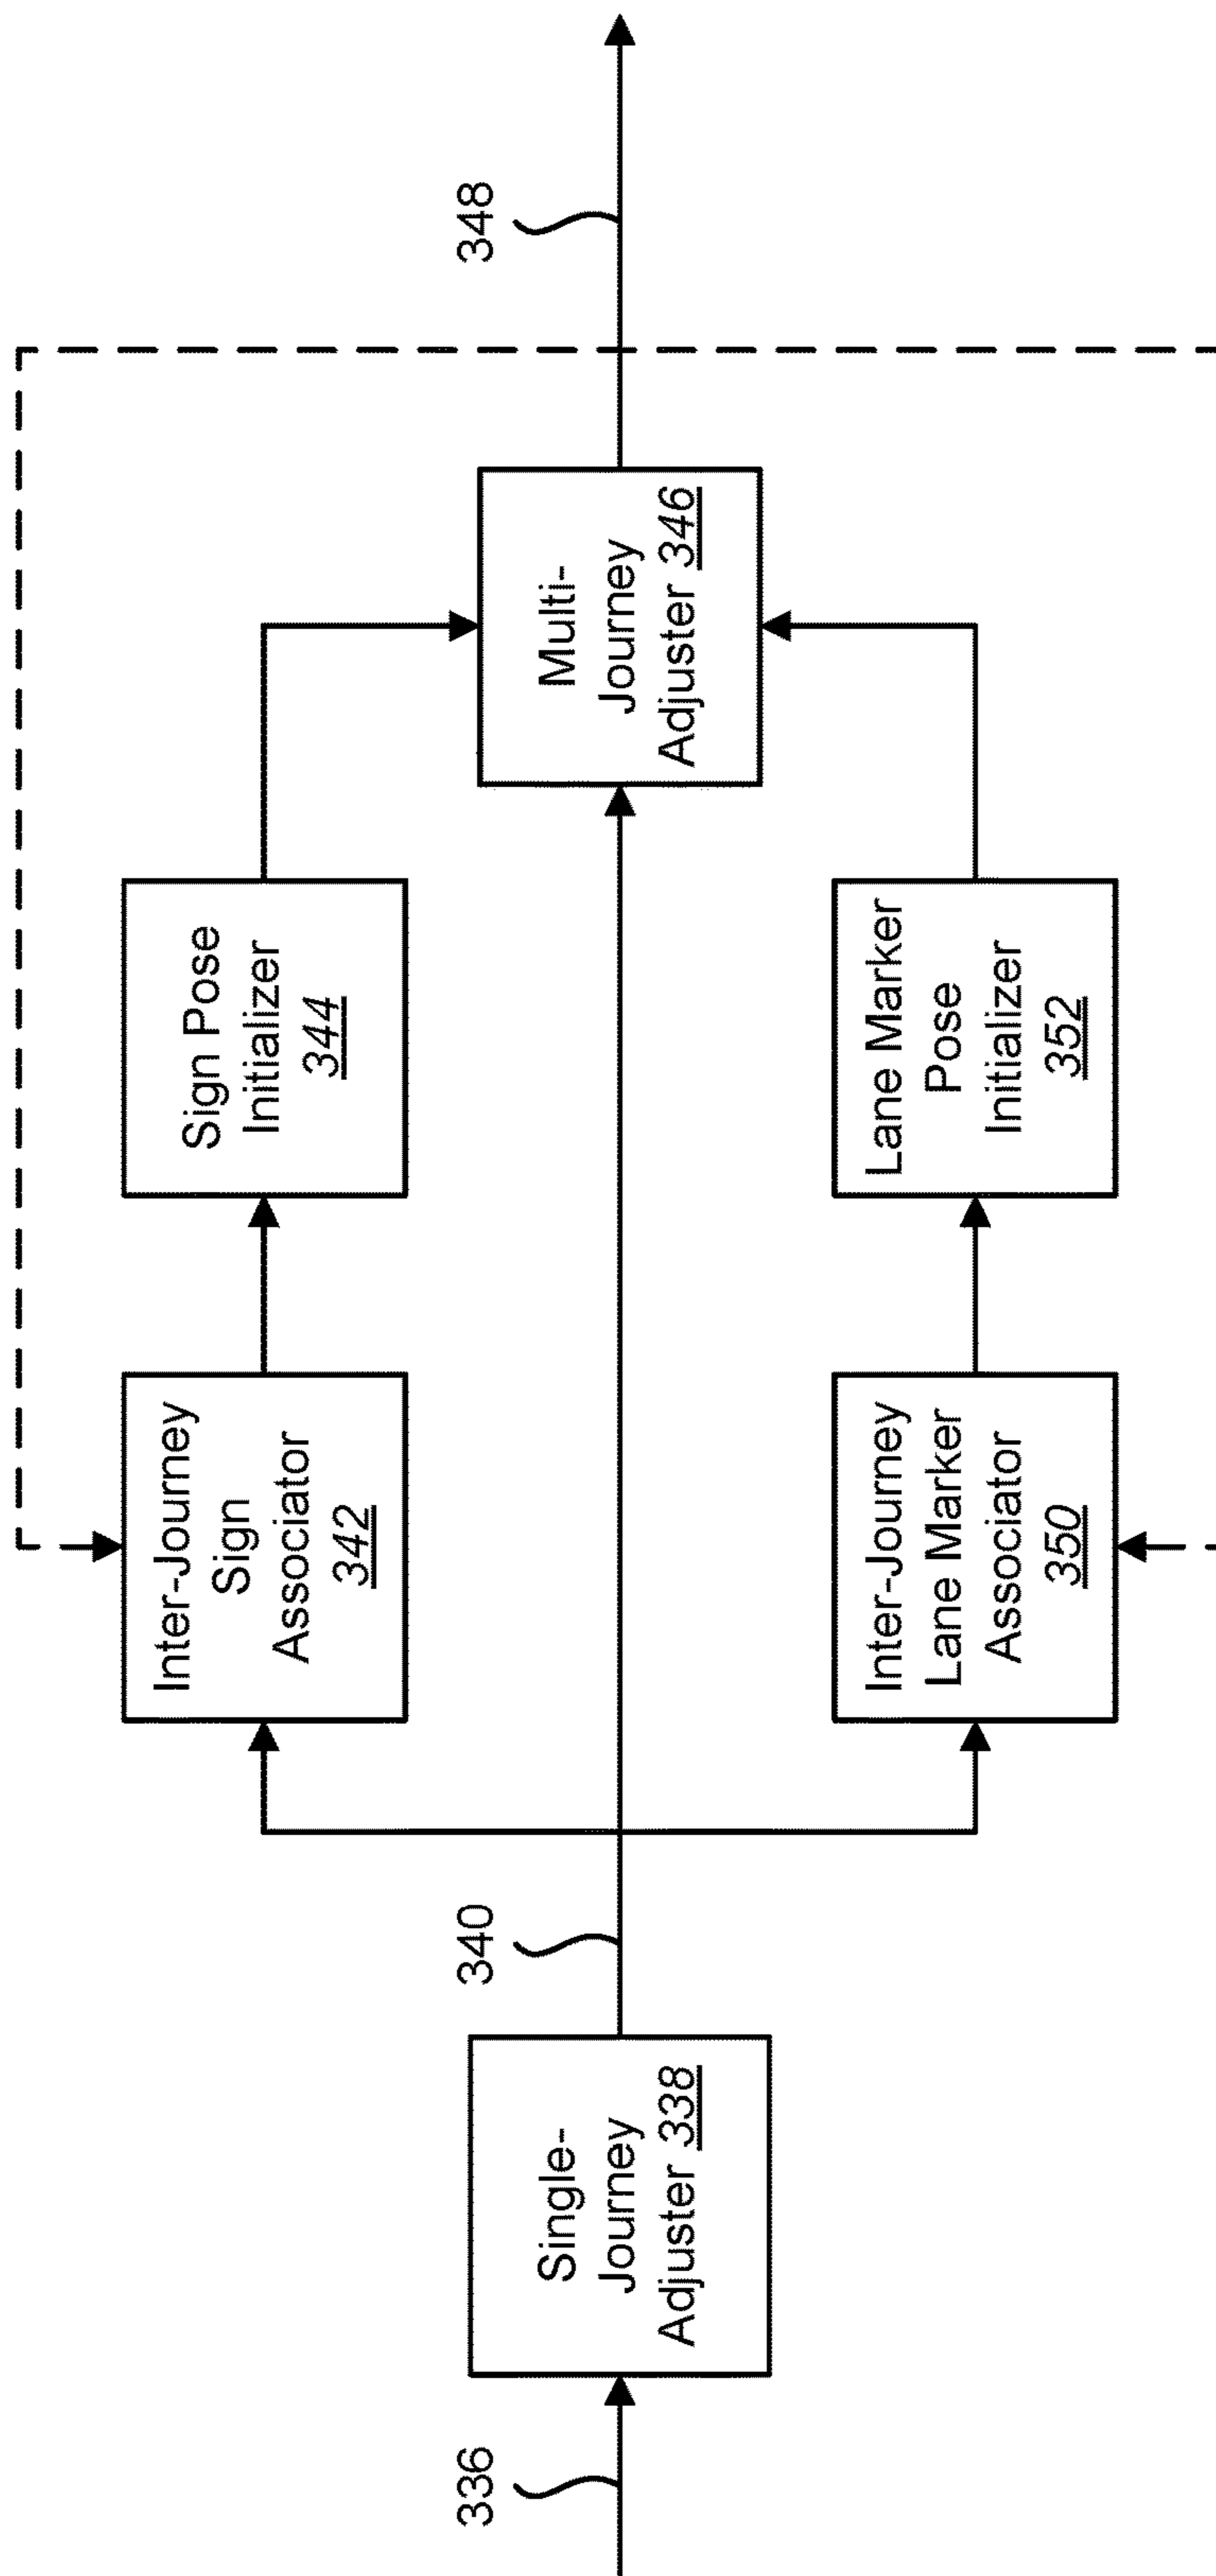 336
Single-
Journey
Adjuster 338
340
Inter-Journey
Sign
Associator
342
Sign Pose
Initializer
344
Inter-Journey
Lane Marker
Associator
350
Lane Marker
Pose
Initializer
352
Multi-
Journey
Adjuster 346
348